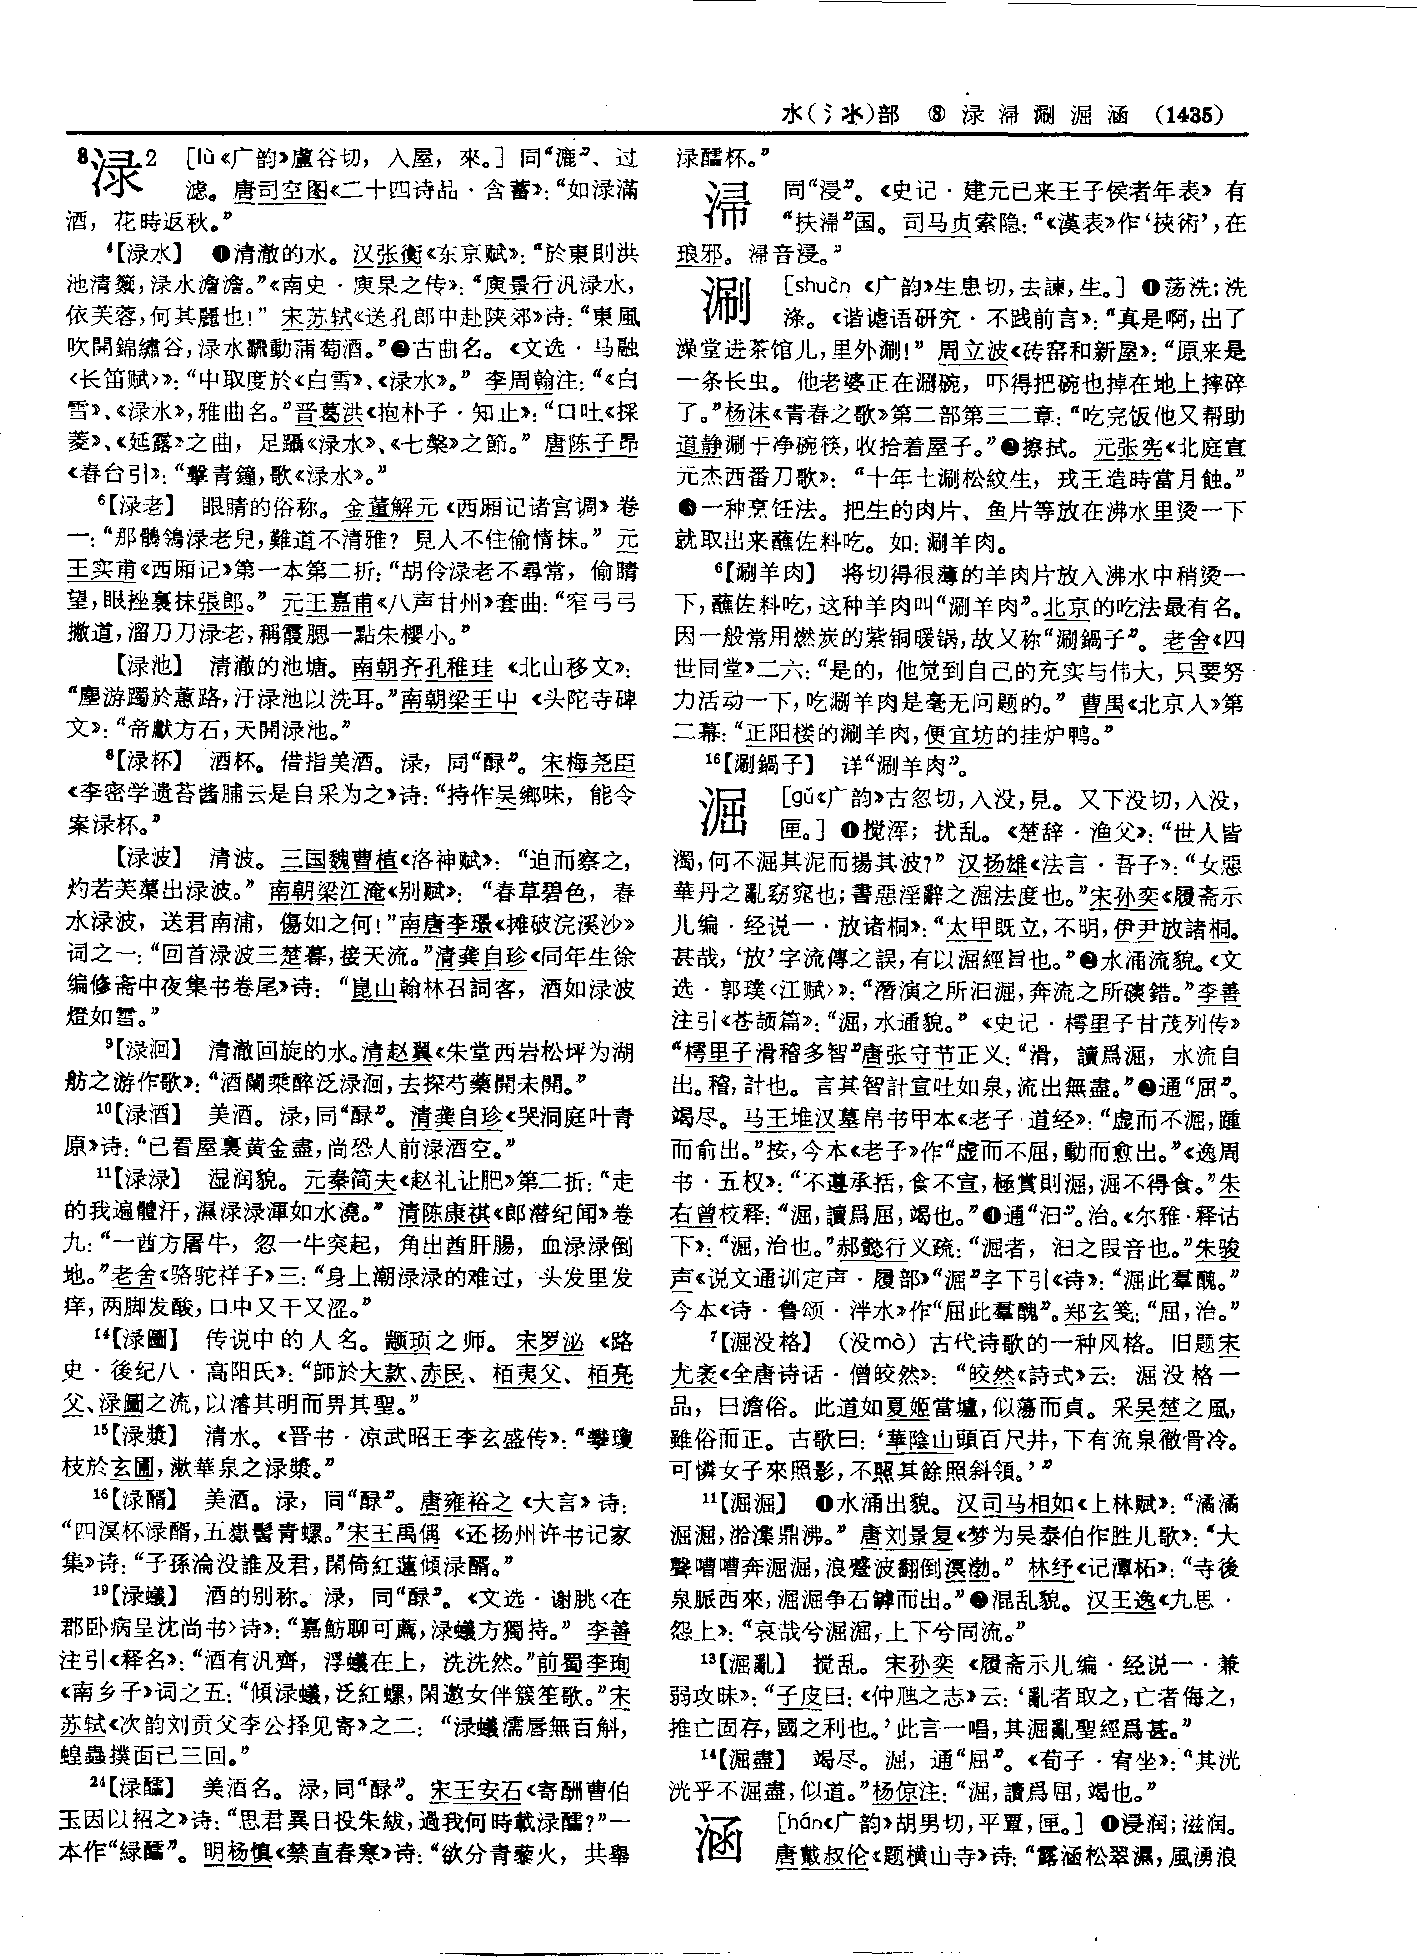 水(氵氺)部 ⑧ 渌 㴆 涮 淈 涵 (1435)
8渌2 [lù《广韵》盧谷切，入屋，來。] 同“漉”、过
滤。唐司空图《二十四诗品·含蓄》：“如渌滿
酒，花時返秋。”
4【渌水】 ❶清澈的水。汉张衡《东京赋》：“於東則洪
池清籞，渌水澹澹。”《南史·庾杲之传》：“庾景行汎渌水，
依芙蓉，何其麗也！” 宋苏轼《送孔郎中赴陕郊》诗：“東風
吹開錦繡谷，渌水飜動蒲萄酒。”❷古曲名。《文选·马融
〈长笛赋〉》：“中取度於《白雪》、《渌水》。” 李周翰注：“《白
雪》、《渌水》，雅曲名。”晋葛洪《抱朴子·知止》：“口吐《採
菱》、《延露》之曲，足躡《渌水》、《七槃》之節。” 唐陈子昂
《春台引》：“擊青鐘，歌《渌水》。”
6【渌老】 眼睛的俗称。金董解元《西厢记诸宫调》卷
一：“那鶻鴒渌老兒，難道不清雅？見人不住偷情抹。” 元
王实甫《西厢记》第一本第二折：“胡伶渌老不尋常，偷睛
望，眼挫裏抹張郎。” 元王嘉甫《八声甘州》套曲：“窄弓弓
撇道，溜刀刀渌老，稱霞腮一點朱櫻小。”
【渌池】 清澈的池塘。南朝齐孔稚珪《北山移文》：
“塵游躅於蕙路，汙渌池以洗耳。”南朝梁王屮《头陀寺碑
文》：“帝獻方石，天開渌池。”
8【渌杯】 酒杯。借指美酒。渌，同“醁”。宋梅尧臣
《李密学遗苔酱脯云是自采为之》诗：“持作吴鄉味，能令
案渌杯。”
【渌波】 清波。三国魏曹植《洛神赋》：“迫而察之，
灼若芙蕖出渌波。” 南朝梁江淹《别赋》：“春草碧色，春
水渌波，送君南浦，傷如之何！”南唐李璟《摊破浣溪沙》
词之一：“回首渌波三楚暮，接天流。”清龚自珍《同年生徐
编修斋中夜集书卷尾》诗：“崑山翰林召詞客，酒如渌波
燈如雪。”
9【渌洄】 清澈回旋的水。清赵翼《朱堂西岩松坪为湖
舫之游作歌》：“酒闌乘醉泛渌洄，去探芍藥開未開。”
10【渌酒】 美酒。渌，同“醁”。清龚自珍《哭洞庭叶青
原》诗：“已看屋裏黄金盡，尚恐人前渌酒空。”
11【渌渌】 湿润貌。元秦简夫《赵礼让肥》第二折：“走
的我遍體汗，濕渌渌渾如水澆。” 清陈康祺《郎潜纪闻》卷
九：“一酋方屠牛，忽一牛突起，角出酋肝腸，血渌渌倒
地。”老舍《骆驼祥子》三：“身上潮渌渌的难过，头发里发
痒，两脚发酸，口中又干又涩。”
14【渌圖】 传说中的人名。颛顼之师。宋罗泌《路
史·後纪八·高阳氏》：“師於大款、赤民、柏夷父、柏亮
父、渌圖之流，以濬其明而畀其聖。”
15【渌漿】 清水。《晋书·凉武昭王李玄盛传》：“攀瓊
枝於玄圃，漱華泉之渌漿。”
16【渌醑】 美酒。渌，同“醁”。唐雍裕之《大言》诗：
“四溟杯渌醑，五嶽髻青螺。”宋王禹偁《还扬州许书记家
集》诗：“子孫淪没誰及君，閑倚紅蓮傾渌醑。”
19【渌蟻】 酒的别称。渌，同“醁”。《文选·谢朓〈在
郡卧病呈沈尚书〉诗》：“嘉魴聊可薦，渌蟻方獨持。” 李善
注引《释名》：“酒有汎齊，浮蟻在上，洗洗然。”前蜀李珣
《南乡子》词之五：“傾渌蟻，泛紅螺，閑邀女伴簇笙歌。”宋
苏轼《次韵刘贡父李公择见寄》之二：“渌蟻濡唇無百斛，
蝗蟲撲面已三回。”
24【渌醽】 美酒名。渌，同“醁”。宋王安石《寄酬曹伯
玉因以招之》诗：“思君異日投朱紱，過我何時載渌醽？”一
本作“緑醽”。明杨慎《禁直春寒》诗：“欲分青藜火，共舉
渌醽杯。”
㴆 同“浸”。《史记·建元已来王子侯者年表》有
“扶㴆”国。司马贞索隐：“《漢表》作‘挾術’，在
琅邪。㴆音浸。”
涮 [shuàn《广韵》生患切，去諫，生。] ❶荡洗；洗
涤。《谐谑语研究·不践前言》：“真是啊，出了
澡堂进茶馆儿，里外涮！” 周立波《砖窑和新屋》：“原来是
一条长虫。他老婆正在涮碗，吓得把碗也掉在地上摔碎
了。”杨沫《青春之歌》第二部第三二章：“吃完饭他又帮助
道静涮干净碗筷，收拾着屋子。”❷擦拭。元张宪《北庭宣
元杰西番刀歌》：“十年土涮松紋生，戎王造時當月蝕。”
❸一种烹饪法。把生的肉片、鱼片等放在沸水里烫一下
就取出来蘸佐料吃。如：涮羊肉。
6【涮羊肉】 将切得很薄的羊肉片放入沸水中稍烫一
下，蘸佐料吃，这种羊肉叫“涮羊肉”。北京的吃法最有名。
因一般常用燃炭的紫铜暖锅，故又称“涮鍋子”。老舍《四
世同堂》二六：“是的，他觉到自己的充实与伟大，只要努
力活动一下，吃涮羊肉是毫无问题的。” 曹禺《北京人》第
二幕：“正阳楼的涮羊肉，便宜坊的挂炉鸭。”
16【涮鍋子】 详“涮羊肉”。
淈 [gǔ《广韵》古忽切，入没，見。又下没切，入没，
匣。] ❶搅浑；扰乱。《楚辞·渔父》：“世人皆
濁，何不淈其泥而揚其波？” 汉扬雄《法言·吾子》：“女惡
華丹之亂窈窕也；書惡淫辭之淈法度也。”宋孙奕《履斋示
儿编·经说一·放诸桐》：“太甲既立，不明，伊尹放諸桐。
甚哉，‘放’字流傳之誤，有以淈經旨也。”❷水涌流貌。《文
选·郭璞〈江赋〉》：“潛演之所汩淈，奔流之所磢錯。”李善
注引《苍颉篇》：“淈，水通貌。”《史记·樗里子甘茂列传》
“樗里子滑稽多智”唐张守节正义：“滑，讀爲淈，水流自
出。稽，計也。言其智計宣吐如泉，流出無盡。”❸通“屈”。
竭尽。马王堆汉墓帛书甲本《老子·道经》：“虚而不淈，踵
而俞出。”按，今本《老子》作“虚而不屈，動而愈出。”《逸周
书·五权》：“不遵承括，食不宣，極賞則淈，淈不得食。”朱
右曾校释：“淈，讀爲屈，竭也。”❹通“汩”。治。《尔雅·释诂
下》：“淈，治也。”郝懿行义疏：“淈者，汩之叚音也。”朱骏
声《说文通训定声·履部》“淈”字下引《诗》：“淈此羣醜。”
今本《诗·鲁颂·泮水》作“屈此羣醜”。郑玄笺：“屈，治。”
7【淈没格】 (没mò)古代诗歌的一种风格。旧题宋
尤袤《全唐诗话·僧皎然》：“皎然《詩式》云：淈没格一
品，曰澹俗。此道如夏姬當壚，似蕩而貞。采吴楚之風，
雖俗而正。古歌曰：‘華陰山頭百尺井，下有流泉徹骨冷。
可憐女子來照影，不照其餘照斜領。’”
11【淈淈】 ❶水涌出貌。汉司马相如《上林赋》：“潏潏
淈淈，湁潗鼎沸。” 唐刘景复《梦为吴泰伯作胜儿歌》：“大
聲嘈嘈奔淈淈，浪蹙波翻倒溟渤。” 林纾《记潭柘》：“寺後
泉脈西來，淈淈争石罅而出。”❷混乱貌。汉王逸《九思·
怨上》：“哀哉兮淈淈，上下兮同流。”
13【淈亂】 搅乱。宋孙奕《履斋示儿编·经说一·兼
弱攻昧》：“子皮曰：《仲虺之志》云：‘亂者取之，亡者侮之，
推亡固存，國之利也。’此言一唱，其淈亂聖經爲甚。”
14【淈盡】 竭尽。淈，通“屈”。《荀子·宥坐》：“其洸
洸乎不淈盡，似道。”杨倞注：“淈，讀爲屈，竭也。”
涵 [hán《广韵》胡男切，平覃，匣。] ❶浸润；滋润。
唐戴叔伦《题横山寺》诗：“露涵松翠濕，風湧浪